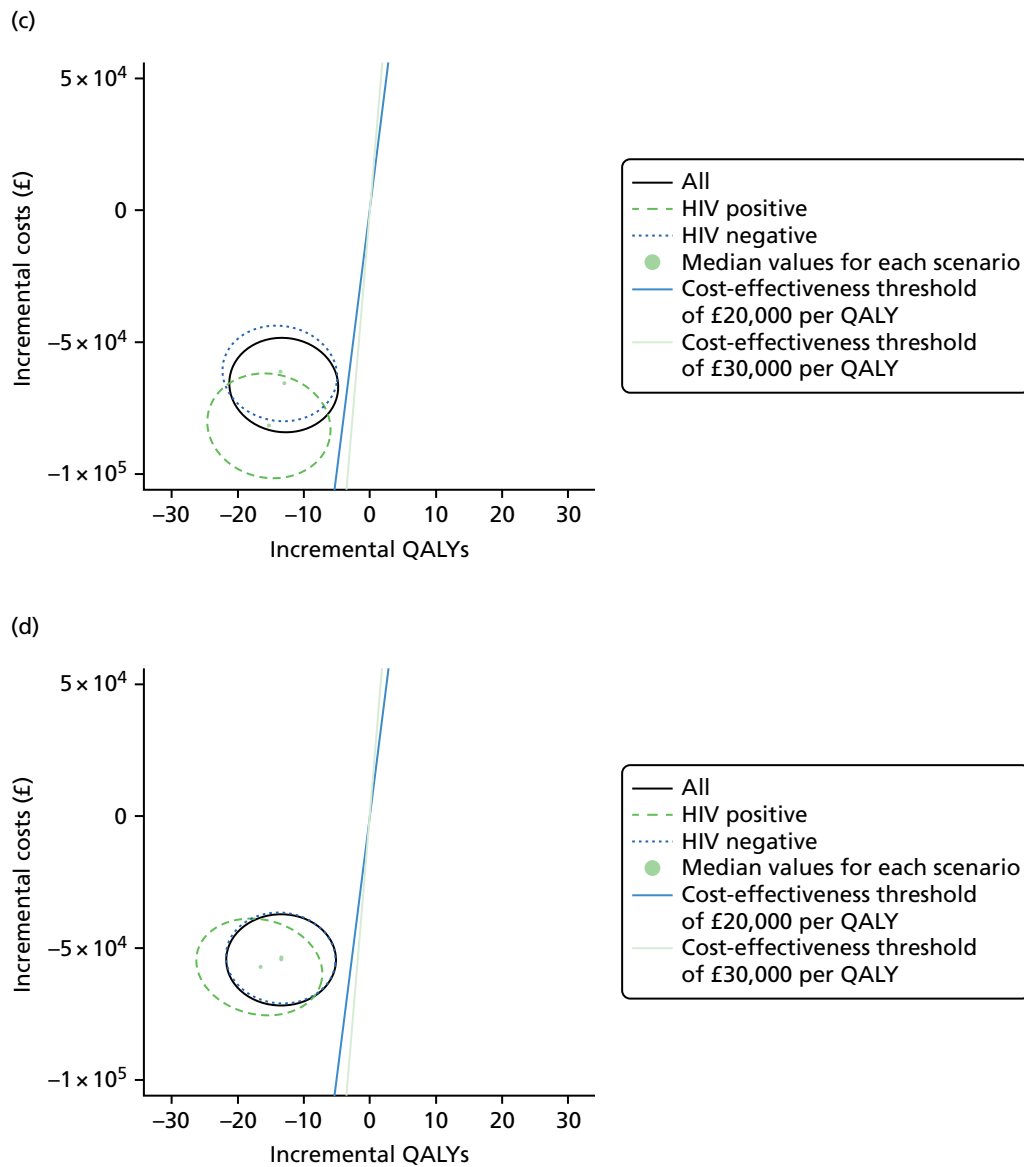 (c)
5 × 10⁴
0
−5 × 10⁴
−1 × 10⁵
Incremental costs (£)
−30 −20 −10 0 10 20 30
Incremental QALYs
All
HIV positive
HIV negative
Median values for each scenario
Cost-effectiveness threshold
of £20,000 per QALY
Cost-effectiveness threshold
of £30,000 per QALY
(d)
5 × 10⁴
0
−5 × 10⁴
−1 × 10⁵
Incremental costs (£)
−30 −20 −10 0 10 20 30
Incremental QALYs
All
HIV positive
HIV negative
Median values for each scenario
Cost-effectiveness threshold
of £20,000 per QALY
Cost-effectiveness threshold
of £30,000 per QALY